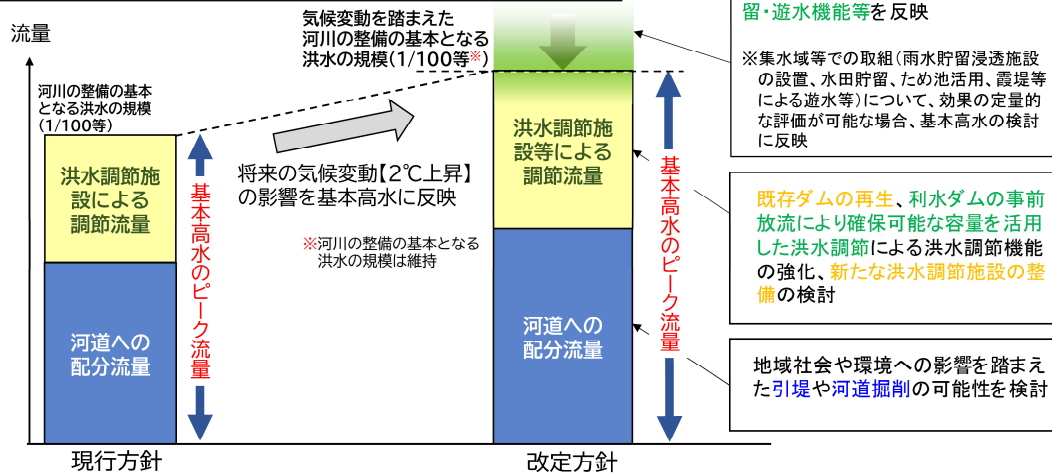 流量
河川の整備の基本
となる洪水の規模
(1/100等)
洪水調節施
設による
調節流量
河道への
配分流量
基本高水のピーク流量
現行方針
気候変動を踏まえた
河川の整備の基本となる
洪水の規模(1/100等※)
将来の気候変動【2℃上昇】
の影響を基本高水に反映
※河川の整備の基本となる
洪水の規模は維持
洪水調節施
設等による
調節流量
河道への
配分流量
基本高水のピーク流量
改定方針
留・遊水機能等を反映
※集水域等での取組(雨水貯留浸透施設
の設置、水田貯留、ため池活用、霞堤等
による遊水等)について、効果の定量的
な評価が可能な場合、基本高水の検討
に反映
既存ダムの再生、利水ダムの事前
放流により確保可能な容量を活用
した洪水調節による洪水調節機能
の強化、新たな洪水調節施設の整
備の検討
地域社会や環境への影響を踏まえ
た引堤や河道掘削の可能性を検討